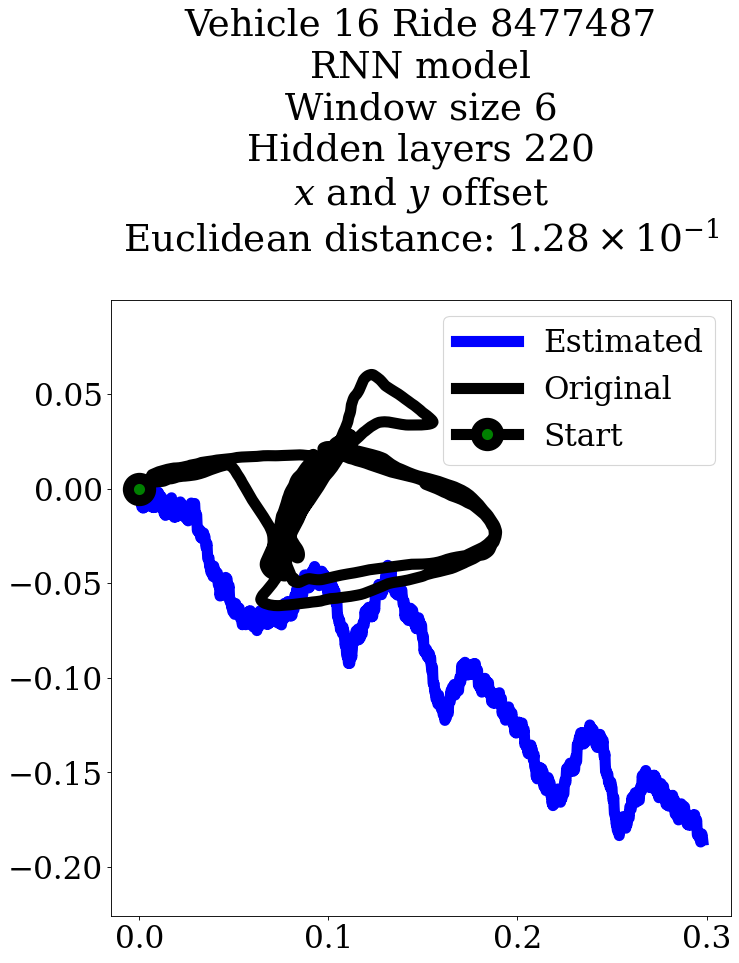 Vehicle 16 Ride 8477487
RNN model
Window size 6
Hidden layers 220
x and y offset
Euclidean distance: 1.28 × 10⁻¹
Estimated
Original
Start
0.05
0.00
−0.05
−0.10
−0.15
−0.20
0.0 0.1 0.2 0.3